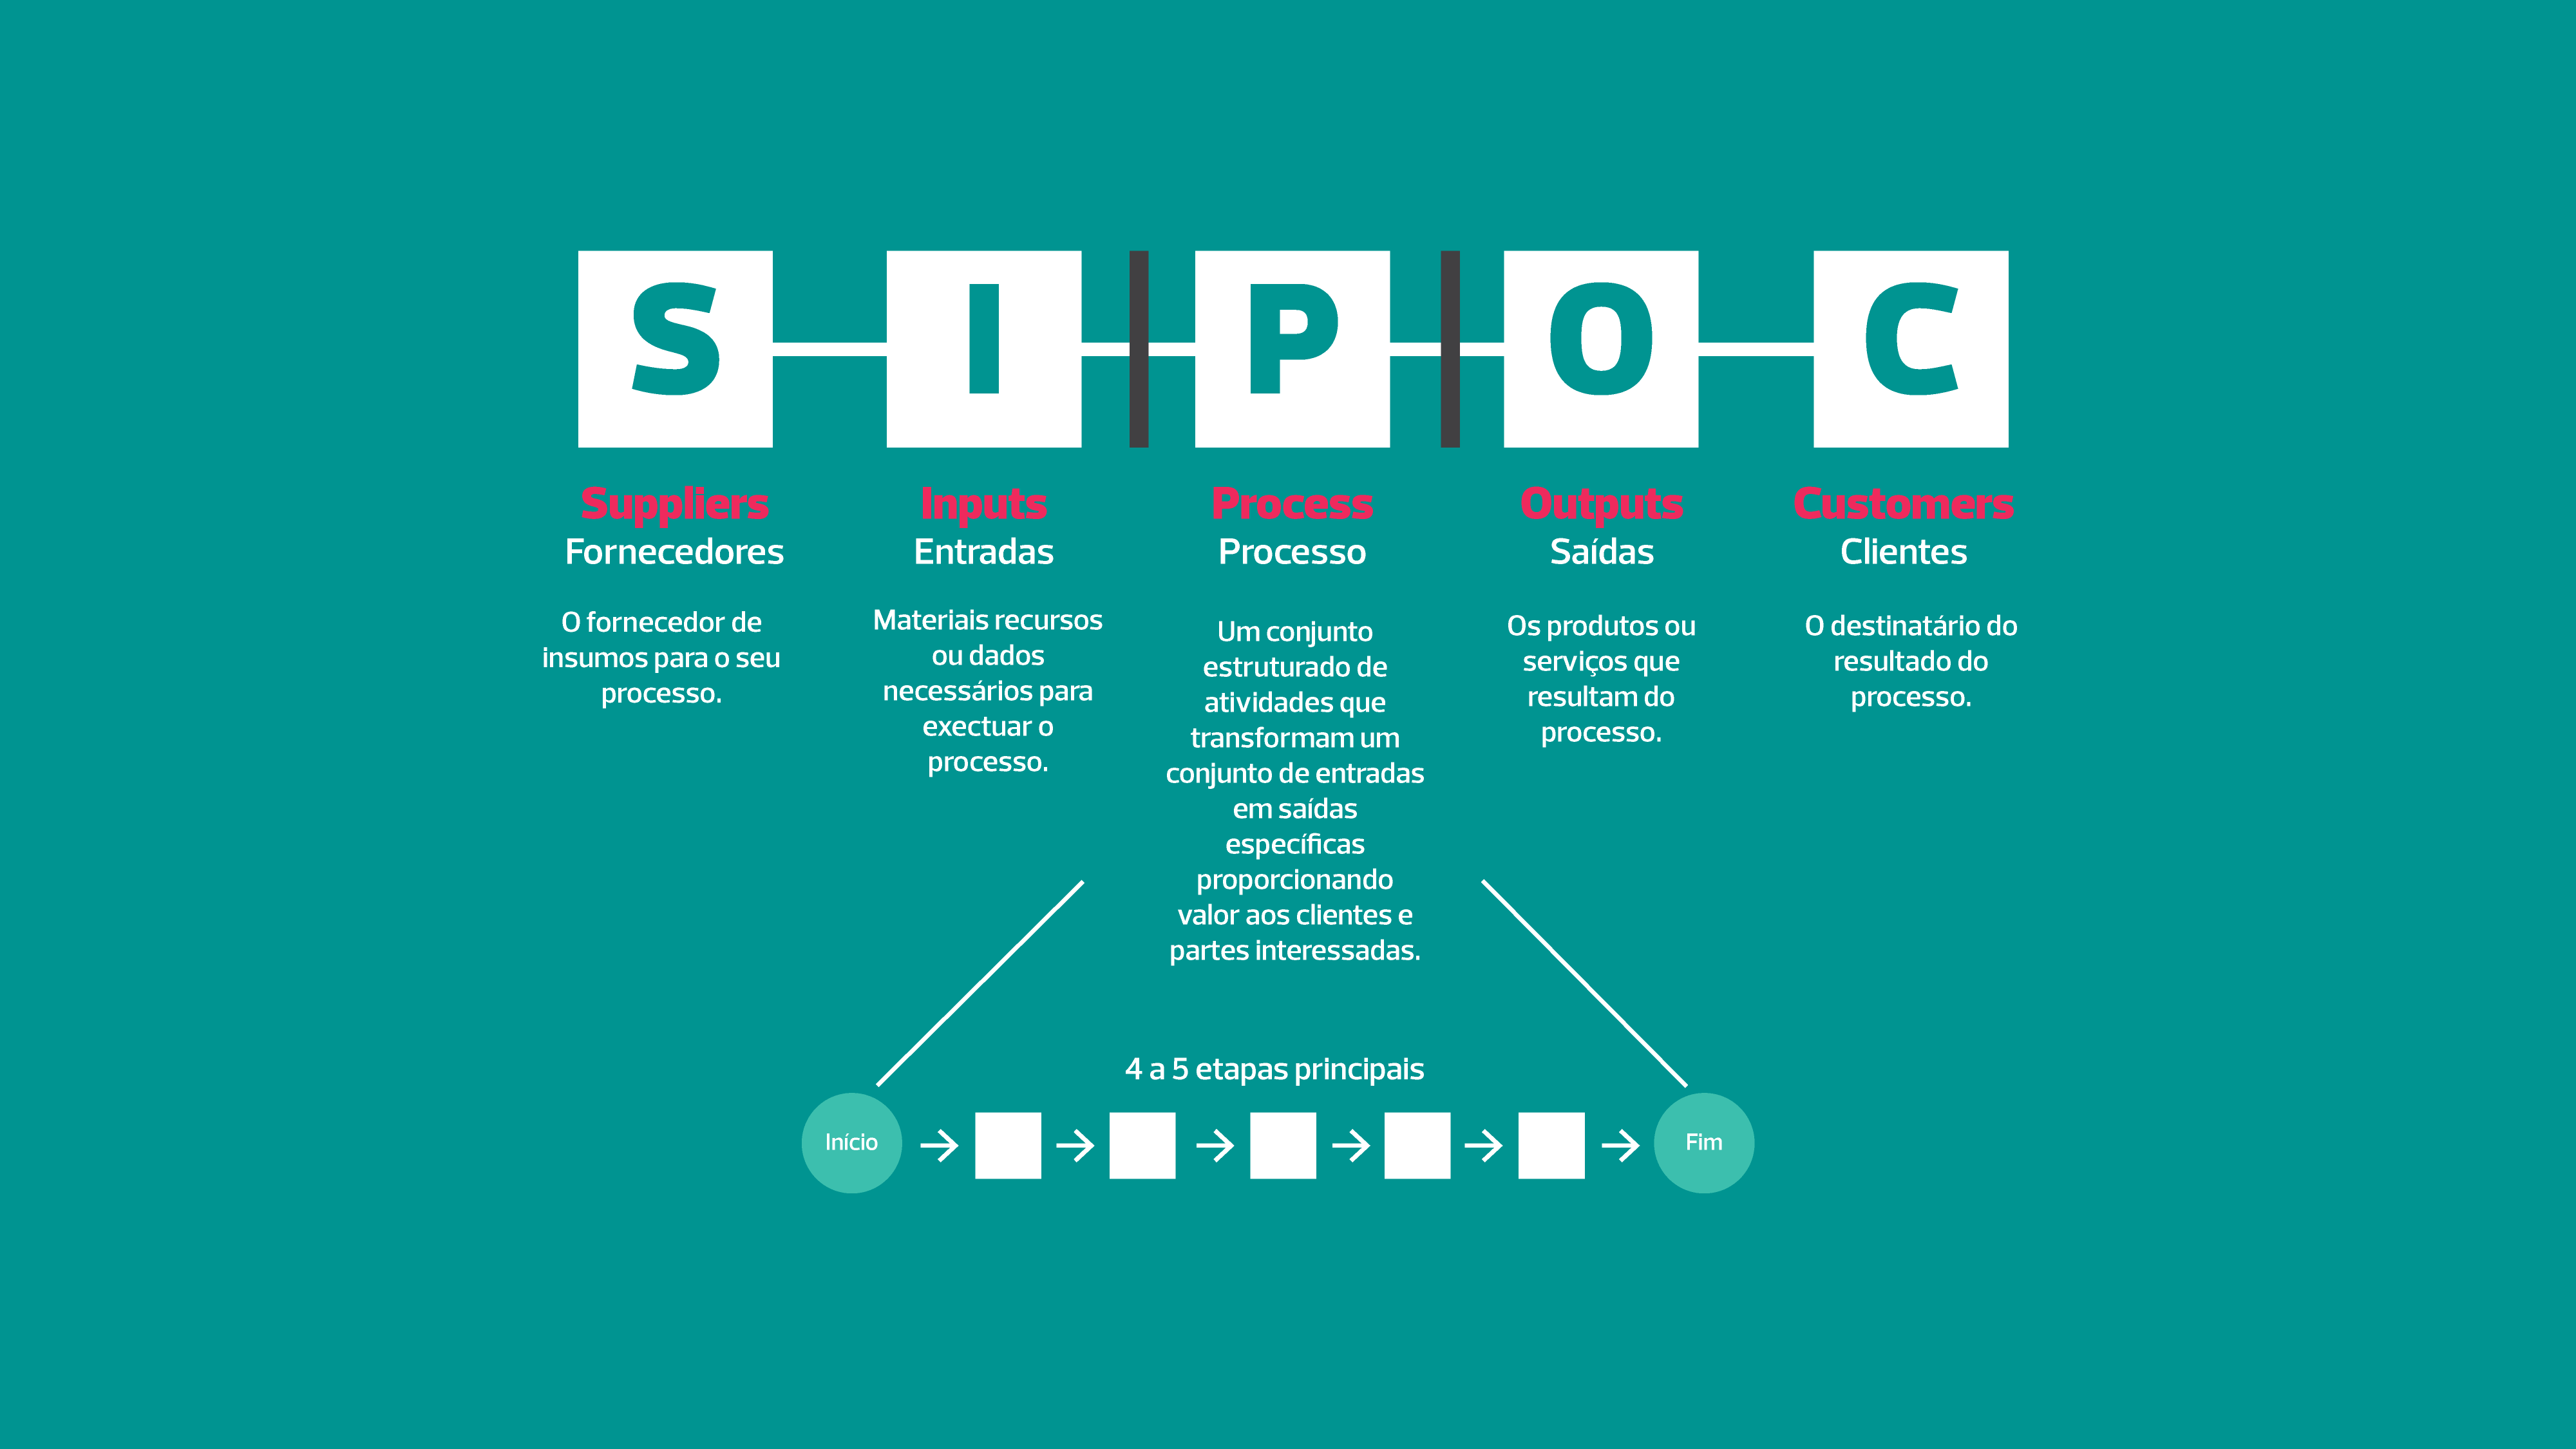 S I P O C
Suppliers
Fornecedores
O fornecedor de
insumos para o seu
processo.
Inputs
Entradas
Materiais recursos
ou dados
necessários para
exectuar o
processo.
Process
Processo
Um conjunto
estruturado de
atividades que
transformam um
conjunto de entradas
em saídas
específicas
proporcionando
valor aos clientes e
partes interessadas.
Outputs
Saídas
Os produtos ou
serviços que
resultam do
processo.
Customers
Clientes
O destinatário do
resultado do
processo.
4 a 5 etapas principais
Início
Fim